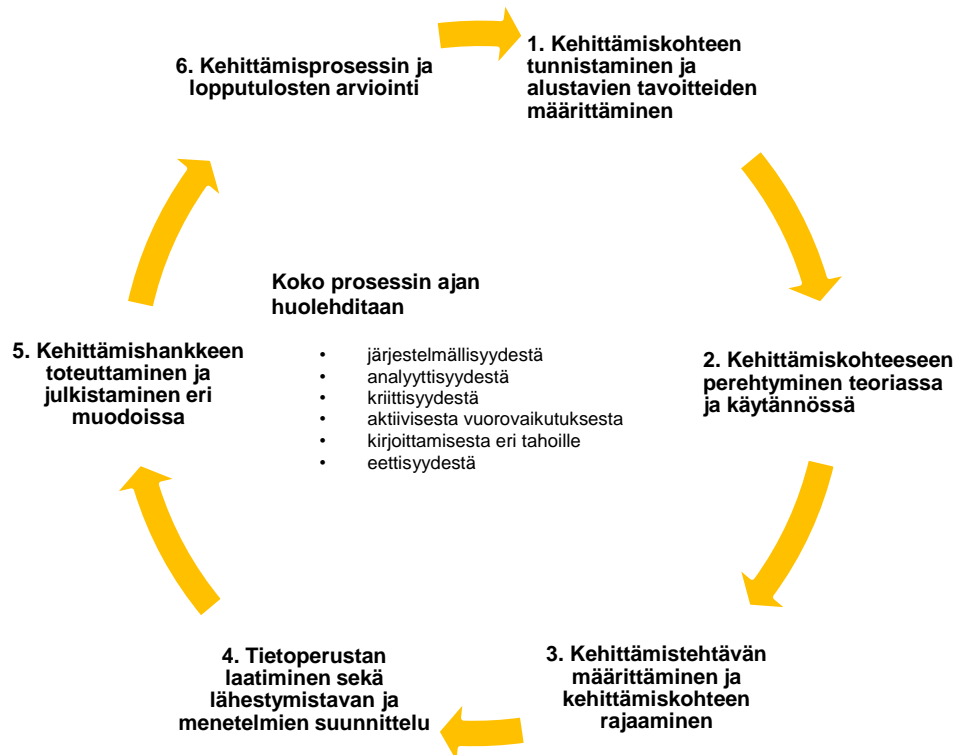 1. Kehittämiskohteen
tunnistaminen ja
alustavien tavoitteiden
määrittäminen
2. Kehittämiskohteeseen
perehtyminen teoriassa
ja käytännössä
3. Kehittämistehtävän
määrittäminen ja
kehittämiskohteen
rajaaminen
4. Tietoperustan
laatiminen sekä
lähestymistavan ja
menetelmien suunnittelu
5. Kehittämishankkeen
toteuttaminen ja
julkistaminen eri
muodoissa
6. Kehittämisprosessin ja
lopputulosten arviointi
Koko prosessin ajan
huolehditaan
• järjestelmällisyydestä
• analyyttisyydestä
• kriittisyydestä
• aktiivisesta vuorovaikutuksesta
• kirjoittamisesta eri tahoille
• eettisyydestä